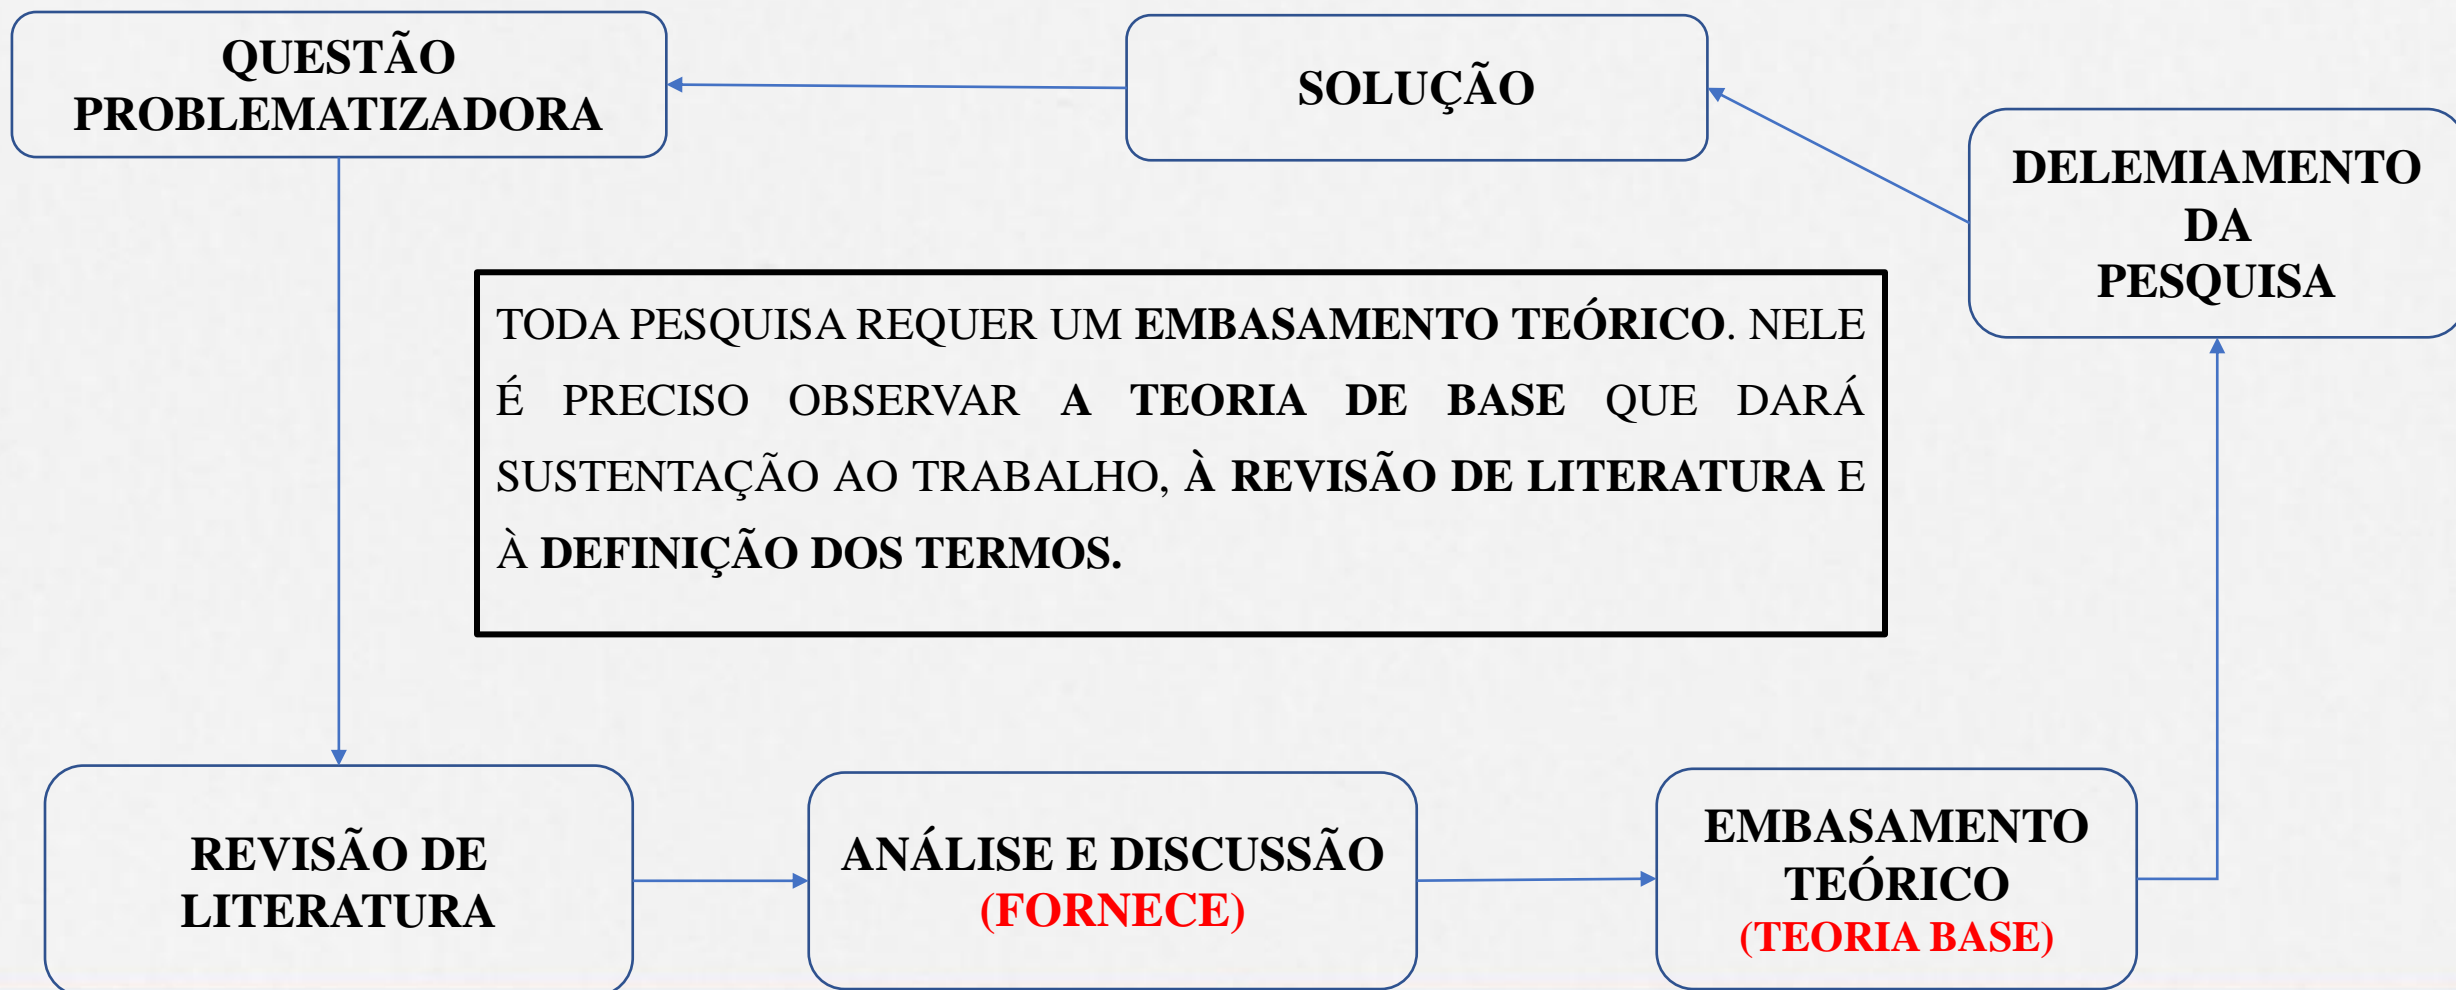 QUESTÃO
PROBLEMATIZADORA
SOLUÇÃO
DELEMIAMENTO
DA
PESQUISA
TODA PESQUISA REQUER UM EMBASAMENTO TEÓRICO. NELE
É PRECISO OBSERVAR A TEORIA DE BASE QUE DARÁ
SUSTENTAÇÃO AO TRABALHO, À REVISÃO DE LITERATURA E
À DEFINIÇÃO DOS TERMOS.
REVISÃO DE
LITERATURA
ANÁLISE E DISCUSSÃO
(FORNECE)
EMBASAMENTO
TEÓRICO
(TEORIA BASE)